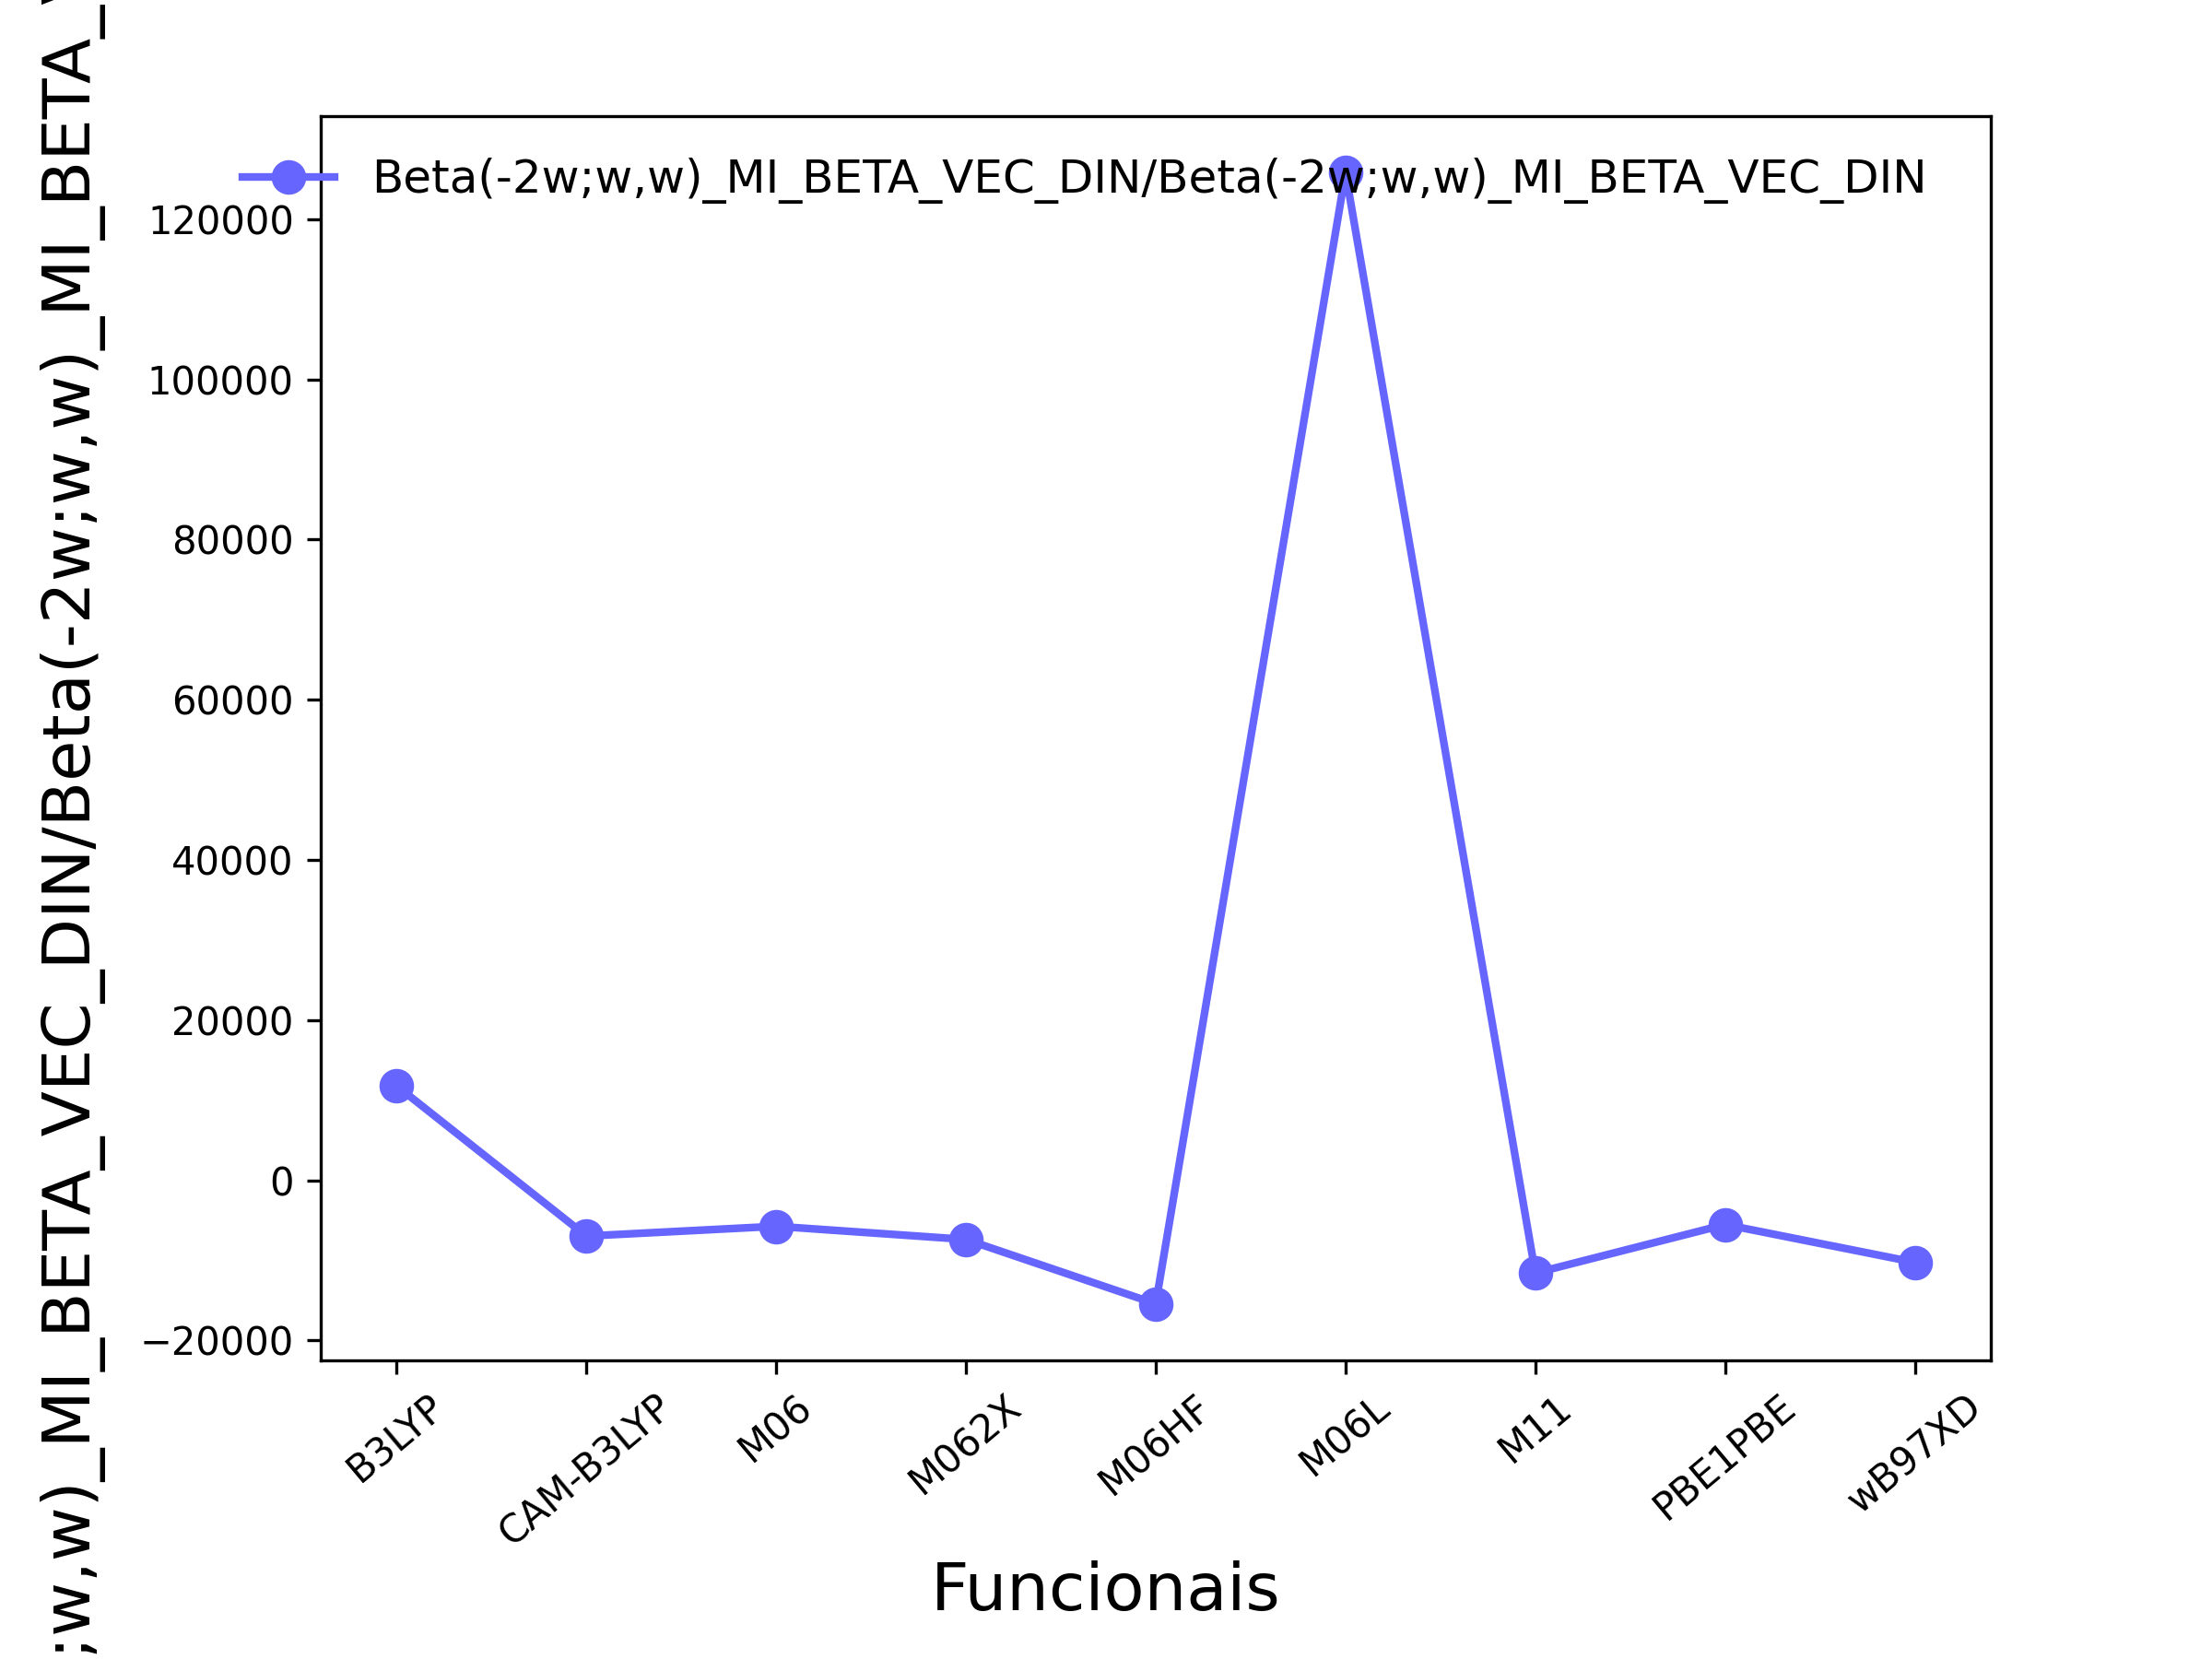 ;w,w)_MI_BETA_VEC_DIN/Beta(-2w;w,w)_MI_BETA_
Beta(-2w;w,w)_MI_BETA_VEC_DIN/Beta(-2w;w,w)_MI_BETA_VEC_DIN
120000
100000
80000
60000
40000
20000
0
−20000
B3LYP
CAM-B3LYP
M06
M062X
M06HF
M06L
M11
PBE1PBE
wB97XD
Funcionais